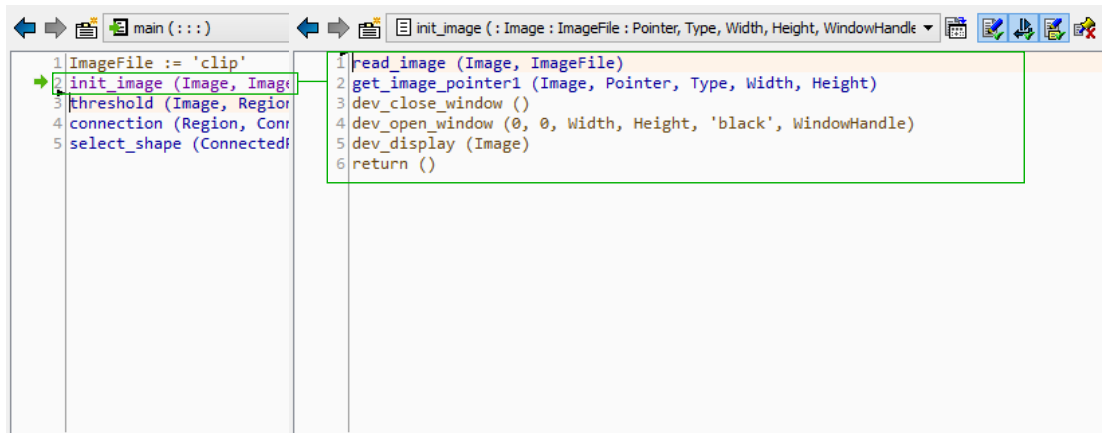 main (:::)
init_image (: Image : ImageFile : Pointer, Type, Width, Height, WindowHandle
1 ImageFile := 'clip'
2 init_image (Image, Image
3 threshold (Image, Region
4 connection (Region, Conn
5 select_shape (Connected
1 read_image (Image, ImageFile)
2 get_image_pointer1 (Image, Pointer, Type, Width, Height)
3 dev_close_window ()
4 dev_open_window (0, 0, Width, Height, 'black', WindowHandle)
5 dev_display (Image)
6 return ()